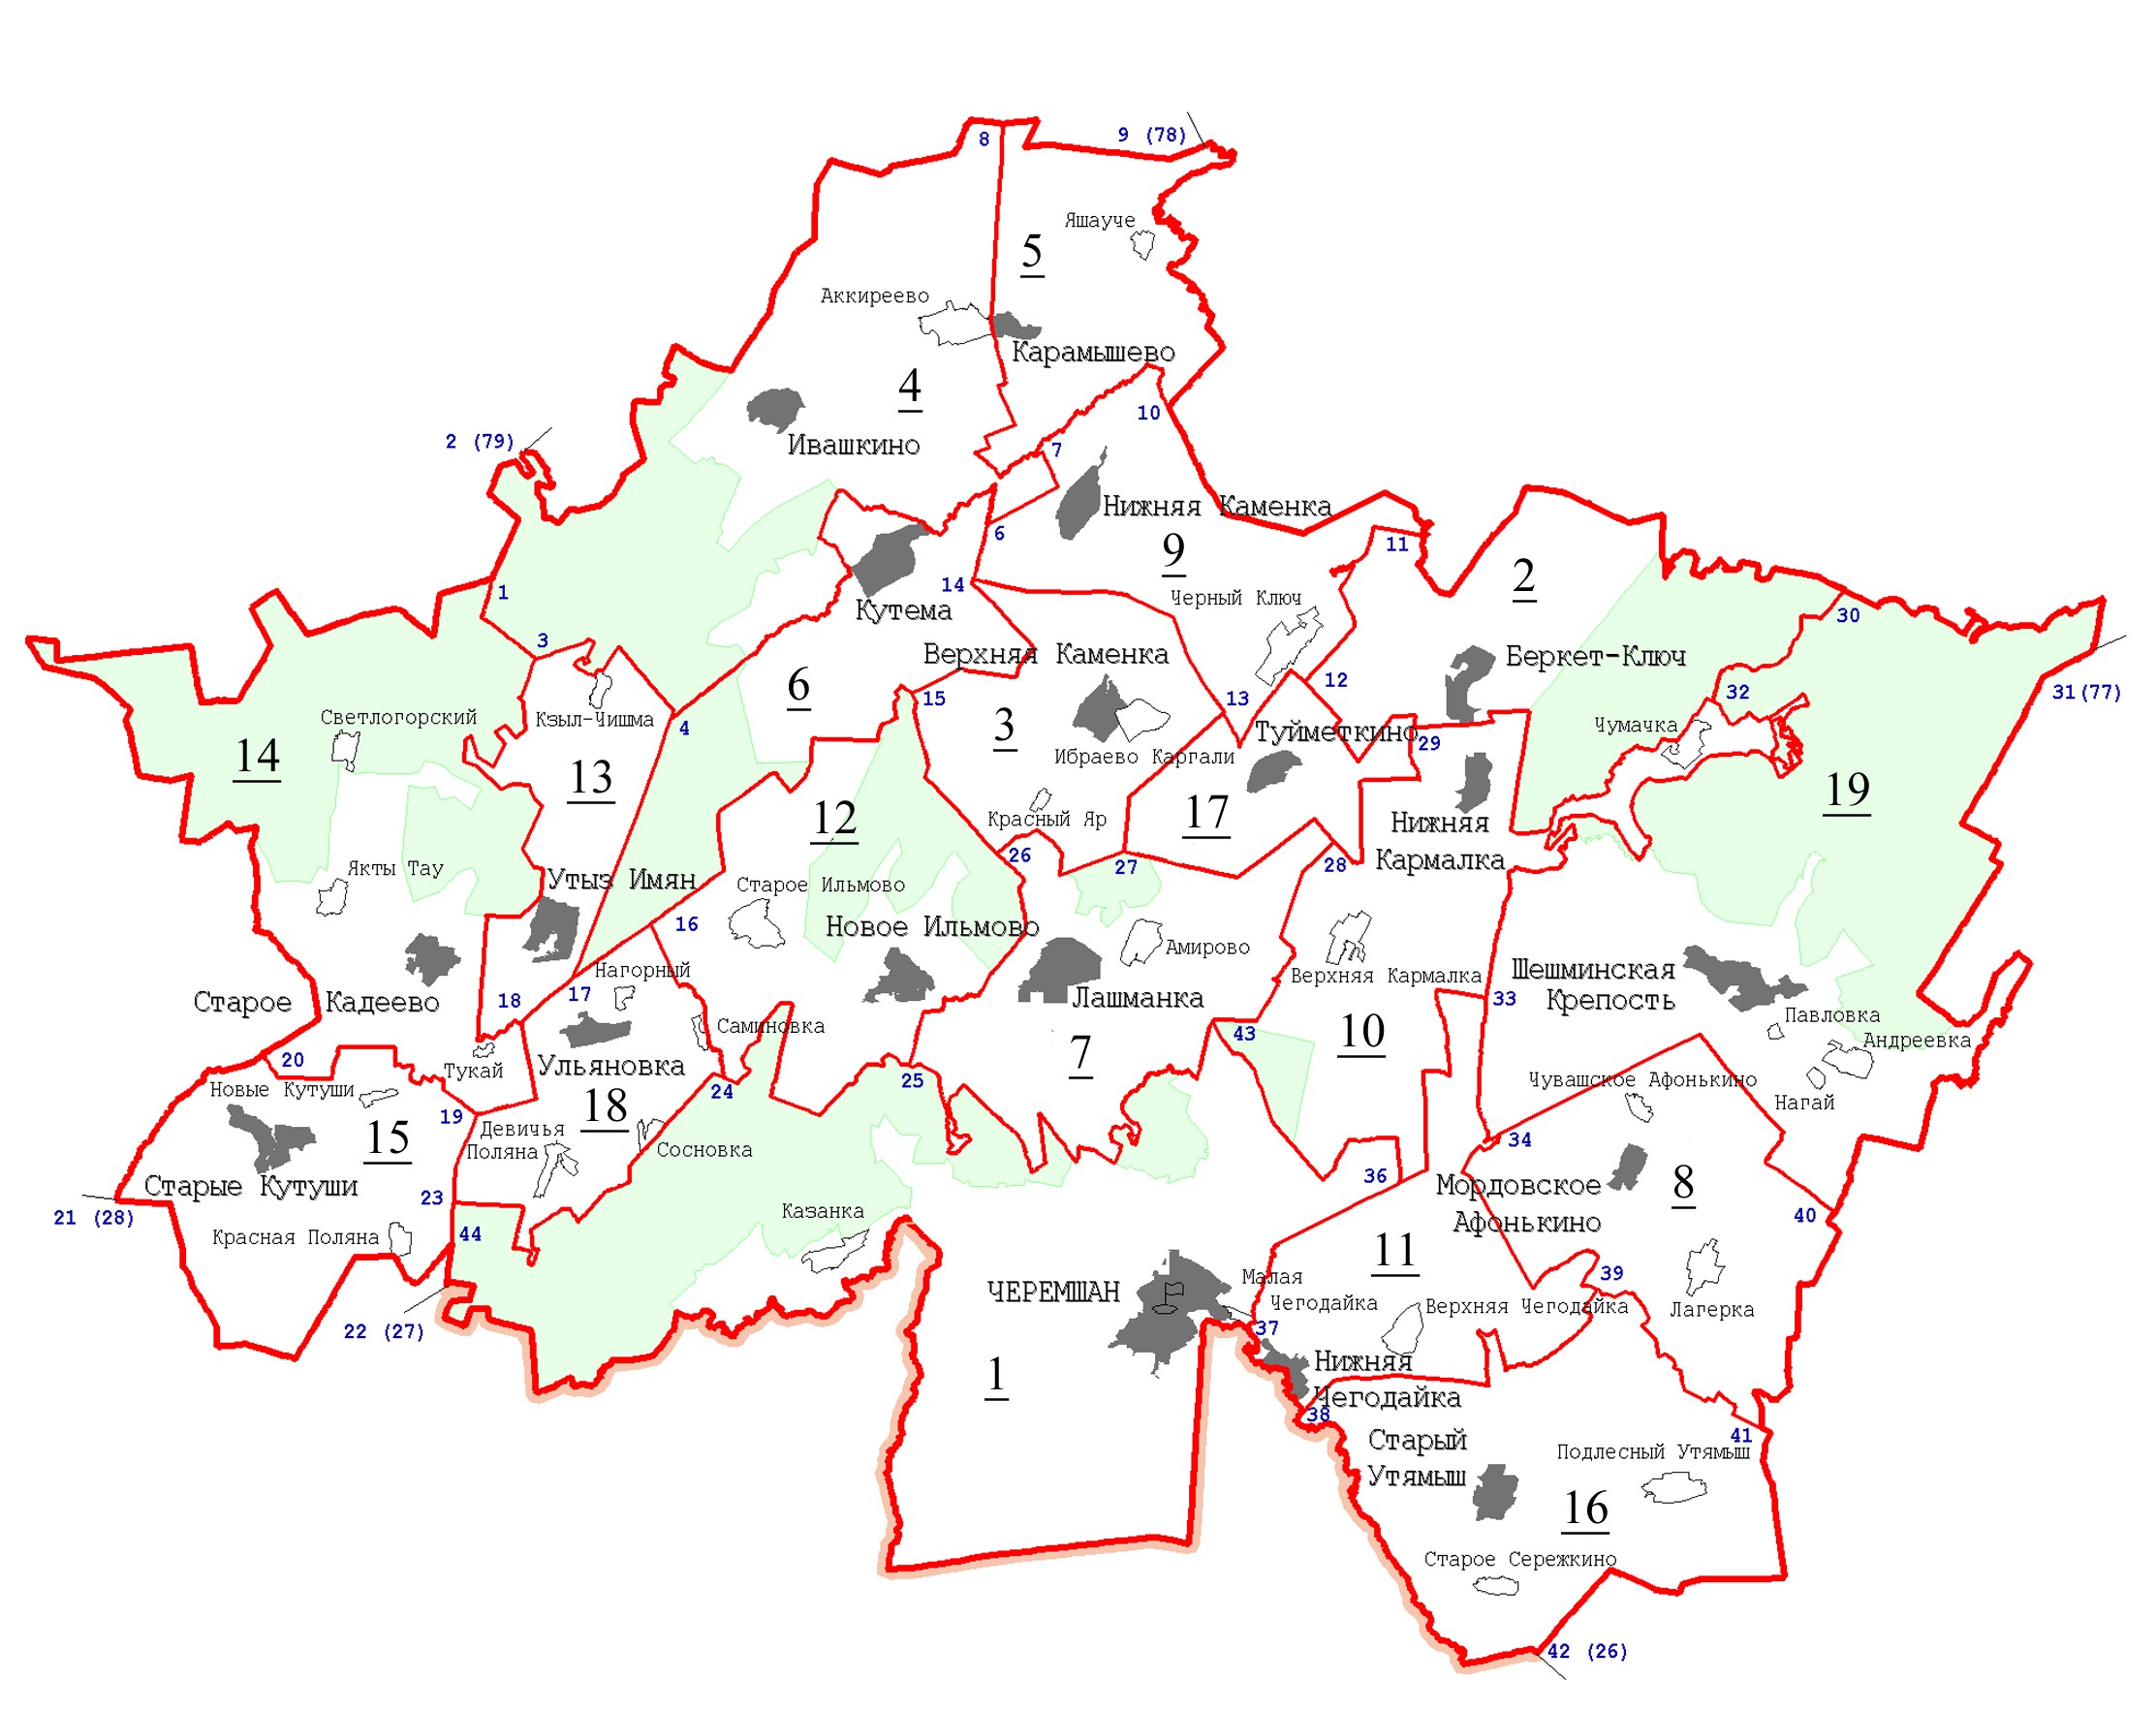 8
9 (78)
Яшауче
5
Аккиреево
Карамышево
4
10
2 (79)
Ивашкино
7
Нижняя Каменка
6
11
9
2
14
1
Черный Ключ
Кутема
30
3
Верхняя Каменка
Беркет-Ключ
6
15
13
12
32
31(77)
Светлогорский
Кзыл-Чишма
4
3
Туйметкино
29
Чумачка
14
Ибраево Каргали
13
19
12
Красный Яр
17
Нижняя
Кармалка
26
27
28
Якты Тау
Утыз Имян
Старое Ильмово
16
Новое Ильмово
Амирово
Нагорный
Верхняя Кармалка
Шешминская
Крепость
Старое Кадеево
18
17
Лашманка
33
Павловка
Саминовка
43
10
Андреевка
20
Тукай
Ульяновка
7
Новые Кутуши
24
25
Чувашское Афонькино
Нагай
19
18
15
Девичья
Поляна
Сосновка
34
36
Старые Кутуши
23
Мордовское
Афонькино
8
21 (28)
Красная Поляна
44
Казанка
40
11
39
ЧЕРЕМШАН
Малая
Чегодайка
Верхняя Чегодайка
Лагерка
22 (27)
37
1
Нижняя
Чегодайка
38
Старый
Утямыш
41
Подлесный Утямыш
16
Старое Сережкино
42 (26)